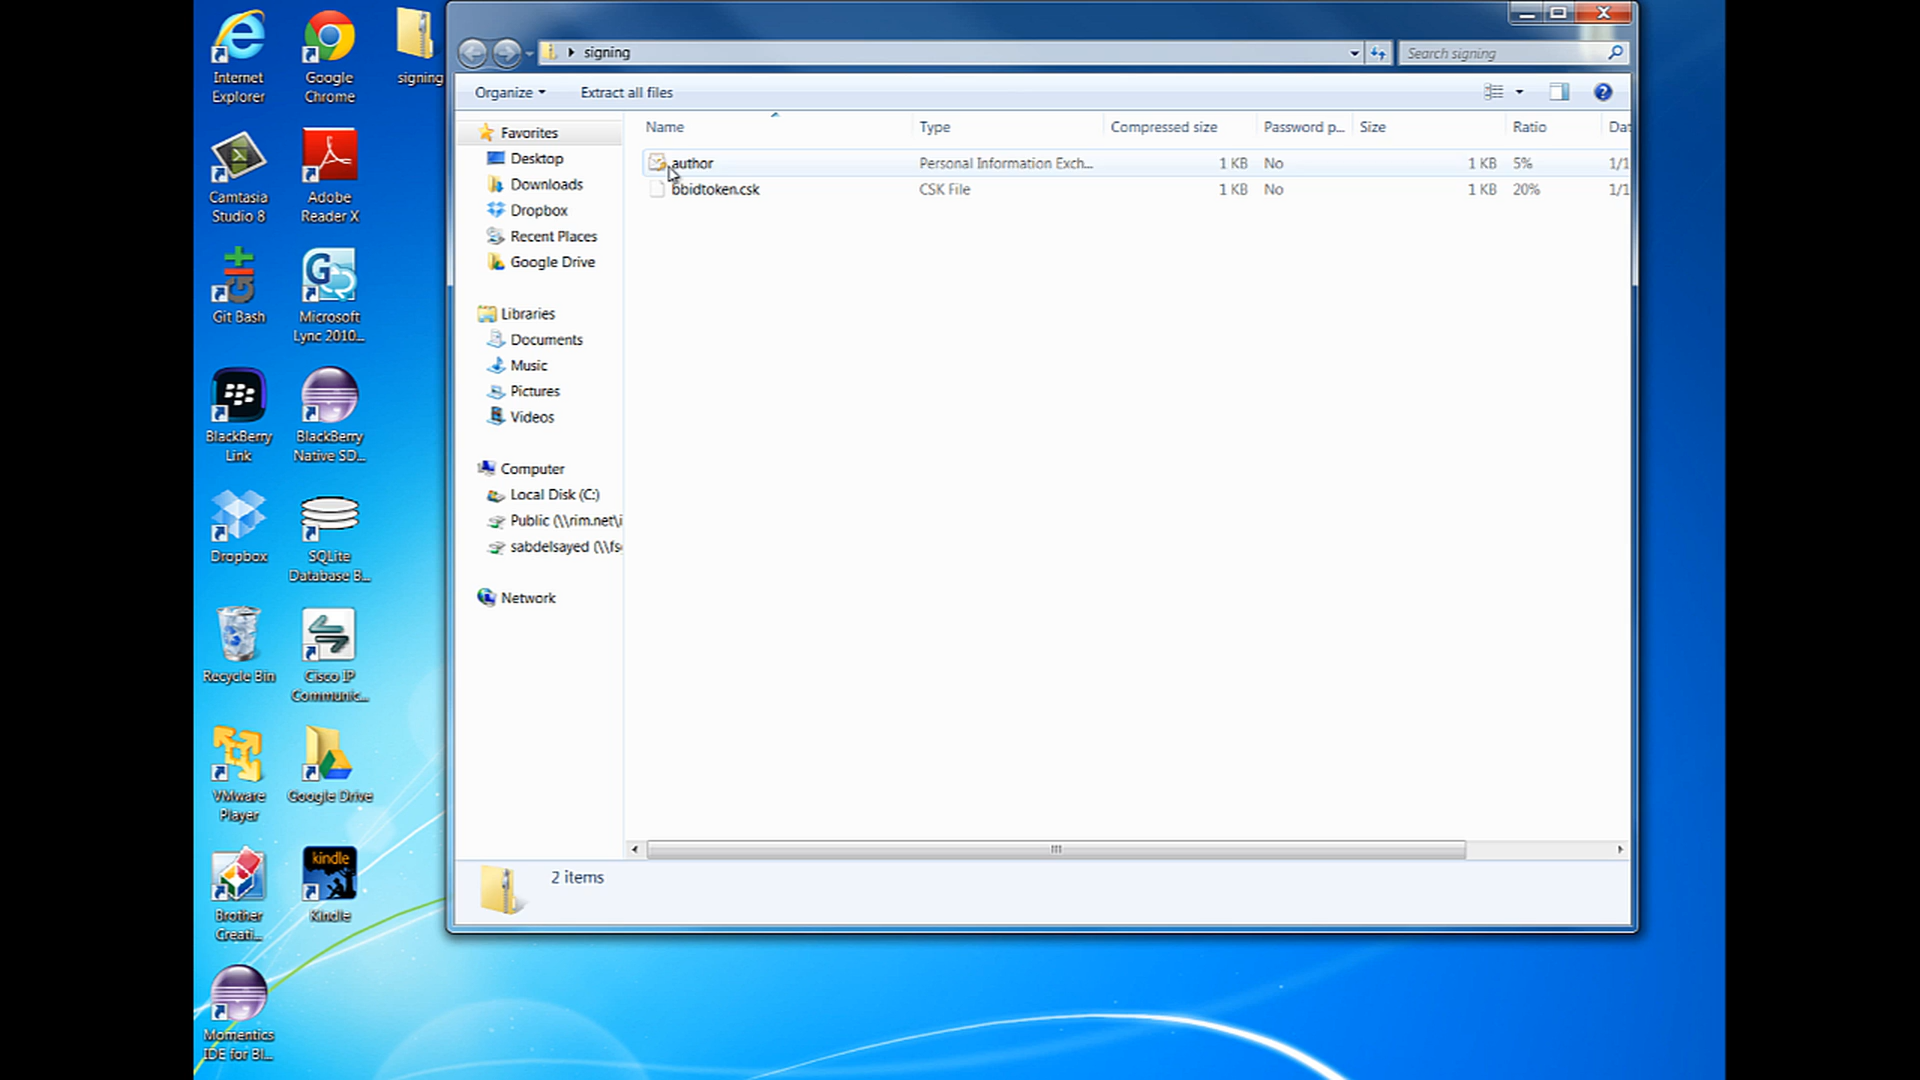 Internet
Explorer
Google
Chrome
signing
Camtasia
Studio 8
Adobe
Reader X
Git Bash
Microsoft
Lync 2010...
BlackBerry
Link
BlackBerry
Native SD...
Dropbox
SQLite
Database B...
Recycle Bin
Cisco IP
Communic...
VMware
Player
Google Drive
Brother
Creati...
kindle
Kindle
Momentics
IDE for Bl...
signing
Search signing
Organize
Extract all files
Favorites
Desktop
Downloads
Dropbox
Recent Places
Google Drive
Libraries
Documents
Music
Pictures
Videos
Computer
Local Disk (C:)
Public (\\rim.net\i
sabdelsayed (\\fs
Network
Name Type Compressed size Password p... Size Ratio Dat
author Personal Information Exch... 1 KB No 1 KB 5% 1/1
bbidtoken.csk CSK File 1 KB No 1 KB 20% 1/1
2 items